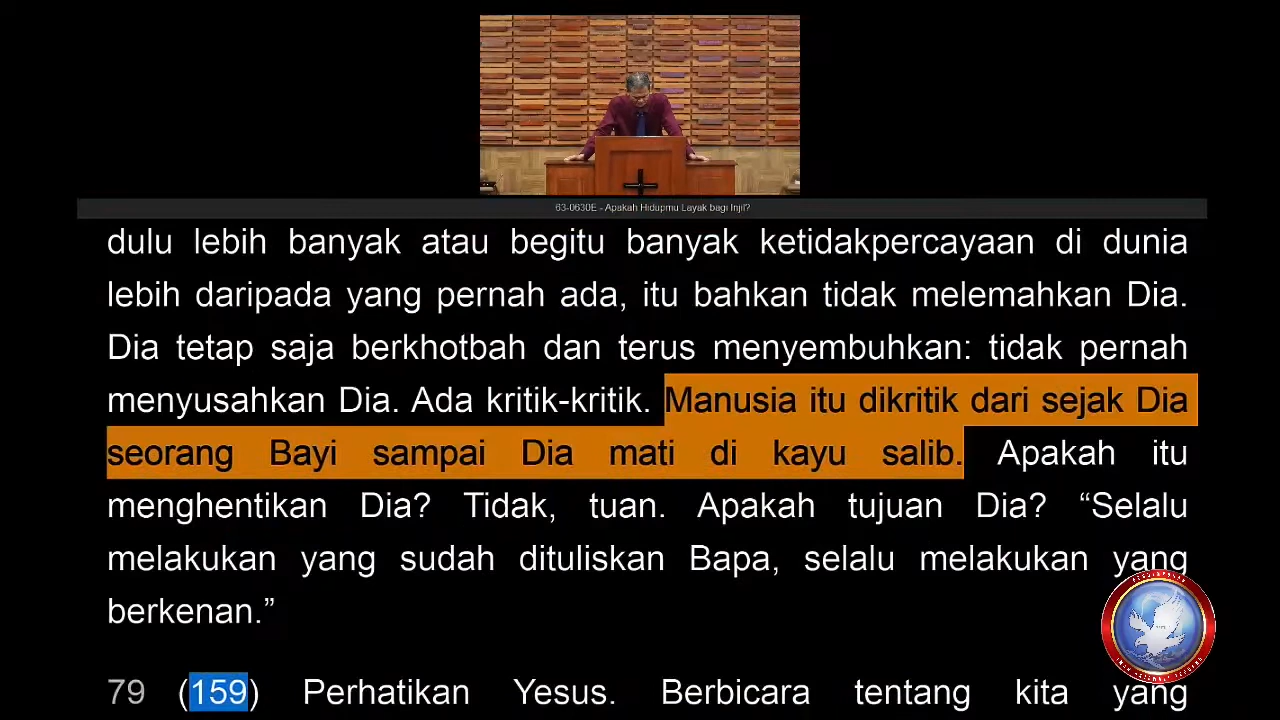 63-0630E - Apakah Hidupmu Layak bagi Injil?
dulu lebih banyak atau begitu banyak ketidakpercayaan di dunia
lebih daripada yang pernah ada, itu bahkan tidak melemahkan Dia.
Dia tetap saja berkhotbah dan terus menyembuhkan: tidak pernah
menyusahkan Dia. Ada kritik-kritik. Manusia itu dikritik dari sejak Dia
seorang Bayi sampai Dia mati di kayu salib. Apakah itu
menghentikan Dia? Tidak, tuan. Apakah tujuan Dia? “Selalu
melakukan yang sudah dituliskan Bapa, selalu melakukan yang
berkenan.”
79 (159) Perhatikan Yesus. Berbicara tentang kita yang